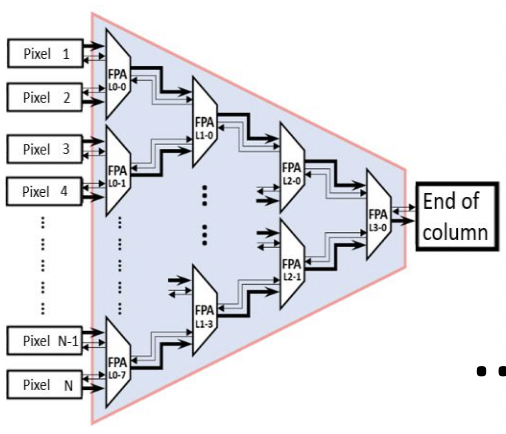 Pixel 1
Pixel 2
Pixel 3
Pixel 4
Pixel N-1
Pixel N
FPA
L0-0
FPA
L0-1
FPA
L0-7
FPA
L1-0
FPA
L1-3
FPA
L2-0
FPA
L2-1
FPA
L3-0
End of
column